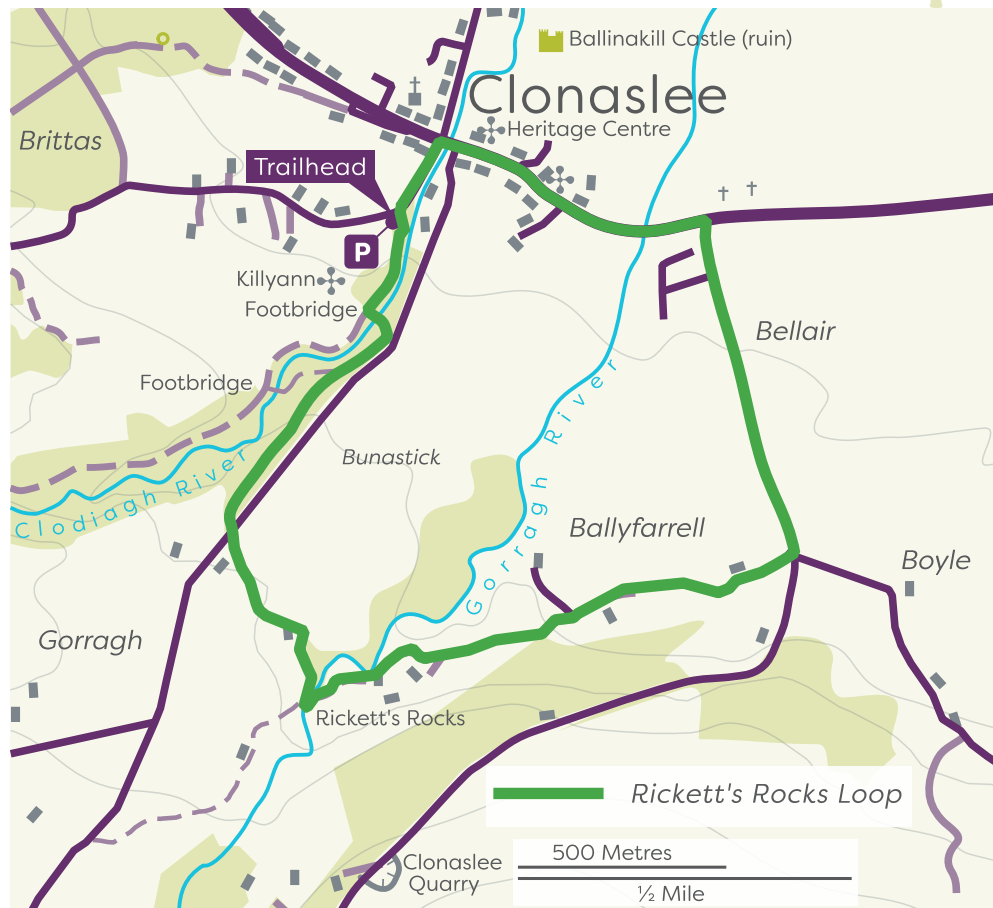 Ballinakill Castle (ruin)
Clonaslee
Heritage Centre
Brittas
Trailhead
P
Killyann
Footbridge
Bellair
Footbridge
Gorragh River
Bunastick
Clodiagh River
Ballyfarrell
Boyle
Gorragh
Rickett's Rocks
Rickett's Rocks Loop
500 Metres
½ Mile
Clonaslee
Quarry